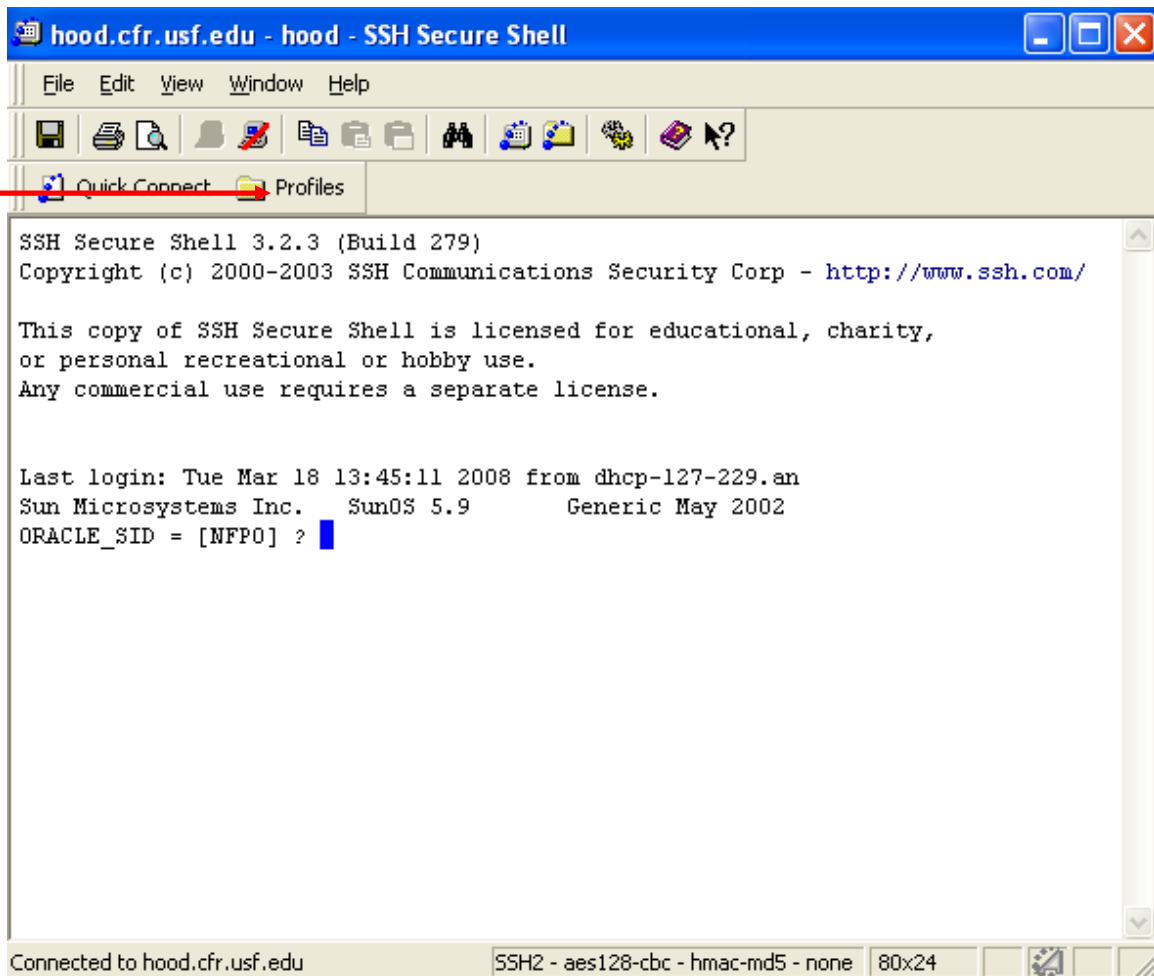 hood.cfr.usf.edu - hood - SSH Secure Shell
File Edit View Window Help
Quick Connect Profiles
SSH Secure Shell 3.2.3 (Build 279)
Copyright (c) 2000-2003 SSH Communications Security Corp - http://www.ssh.com/
This copy of SSH Secure Shell is licensed for educational, charity,
or personal recreational or hobby use.
Any commercial use requires a separate license.
Last login: Tue Mar 18 13:45:11 2008 from dhcp-127-229.an
Sun Microsystems Inc.   SunOS 5.9       Generic May 2002
ORACLE_SID = [NFPO] ?
Connected to hood.cfr.usf.edu SSH2 - aes128-cbc - hmac-md5 - none 80x24